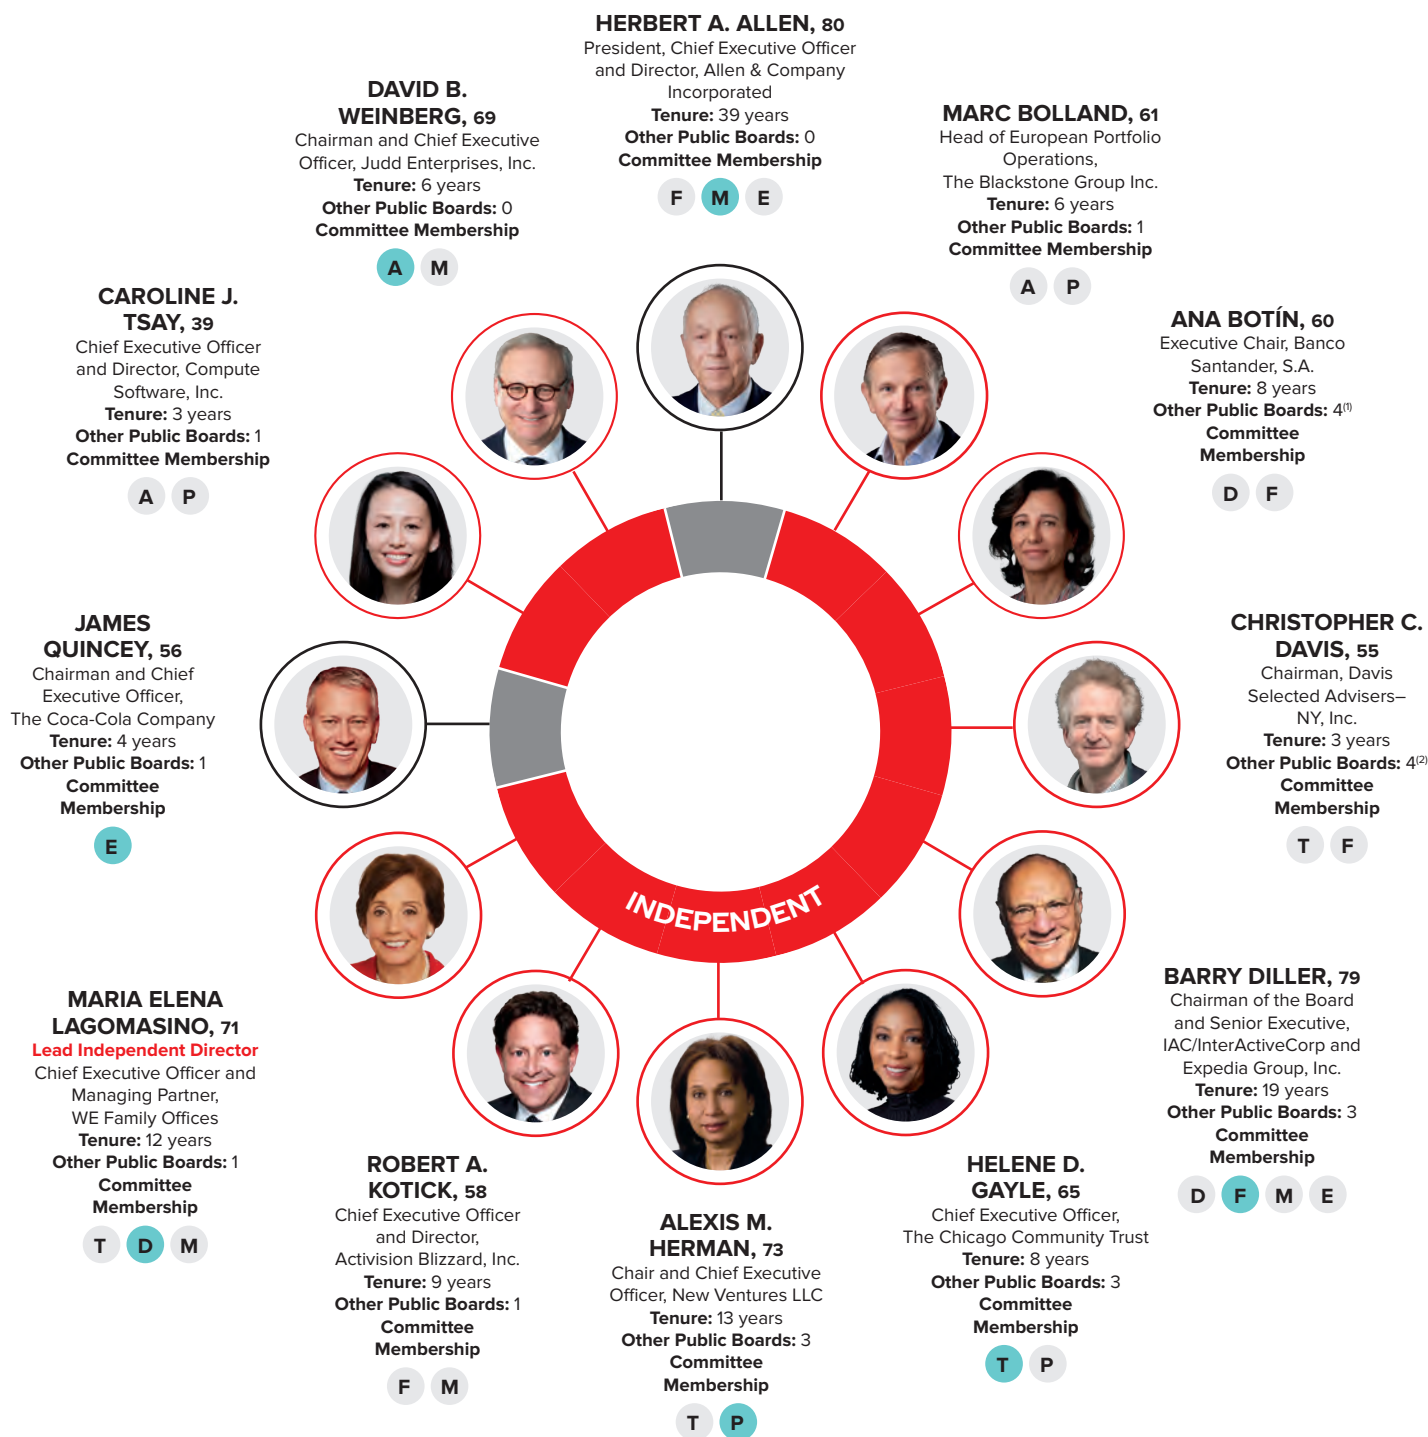 HERBERT A. ALLEN, 80
President, Chief Executive Officer
and Director, Allen & Company
Incorporated
Tenure: 39 years
Other Public Boards: 0
Committee Membership
F M E
MARC BOLLAND, 61
Head of European Portfolio
Operations,
The Blackstone Group Inc.
Tenure: 6 years
Other Public Boards: 1
Committee Membership
A P
ANA BOTÍN, 60
Executive Chair, Banco
Santander, S.A.
Tenure: 8 years
Other Public Boards: 4(1)
Committee
Membership
D F
CHRISTOPHER C.
DAVIS, 55
Chairman, Davis
Selected Advisers–
NY, Inc.
Tenure: 3 years
Other Public Boards: 4(2)
Committee
Membership
T F
BARRY DILLER, 79
Chairman of the Board
and Senior Executive,
IAC/InterActiveCorp and
Expedia Group, Inc.
Tenure: 19 years
Other Public Boards: 3
Committee
Membership
D F M E
HELENE D.
GAYLE, 65
Chief Executive Officer,
The Chicago Community Trust
Tenure: 8 years
Other Public Boards: 3
Committee
Membership
T P
ALEXIS M.
HERMAN, 73
Chair and Chief Executive
Officer, New Ventures LLC
Tenure: 13 years
Other Public Boards: 3
Committee
Membership
T P
ROBERT A.
KOTICK, 58
Chief Executive Officer
and Director,
Activision Blizzard, Inc.
Tenure: 9 years
Other Public Boards: 1
Committee
Membership
F M
MARIA ELENA
LAGOMASINO, 71
Lead Independent Director
Chief Executive Officer and
Managing Partner,
WE Family Offices
Tenure: 12 years
Other Public Boards: 1
Committee
Membership
T D M
JAMES
QUINCEY, 56
Chairman and Chief
Executive Officer,
The Coca-Cola Company
Tenure: 4 years
Other Public Boards: 1
Committee
Membership
E
CAROLINE J.
TSAY, 39
Chief Executive Officer
and Director, Compute
Software, Inc.
Tenure: 3 years
Other Public Boards: 1
Committee Membership
A P
DAVID B.
WEINBERG, 69
Chairman and Chief Executive
Officer, Judd Enterprises, Inc.
Tenure: 6 years
Other Public Boards: 0
Committee Membership
A M
INDEPENDENT